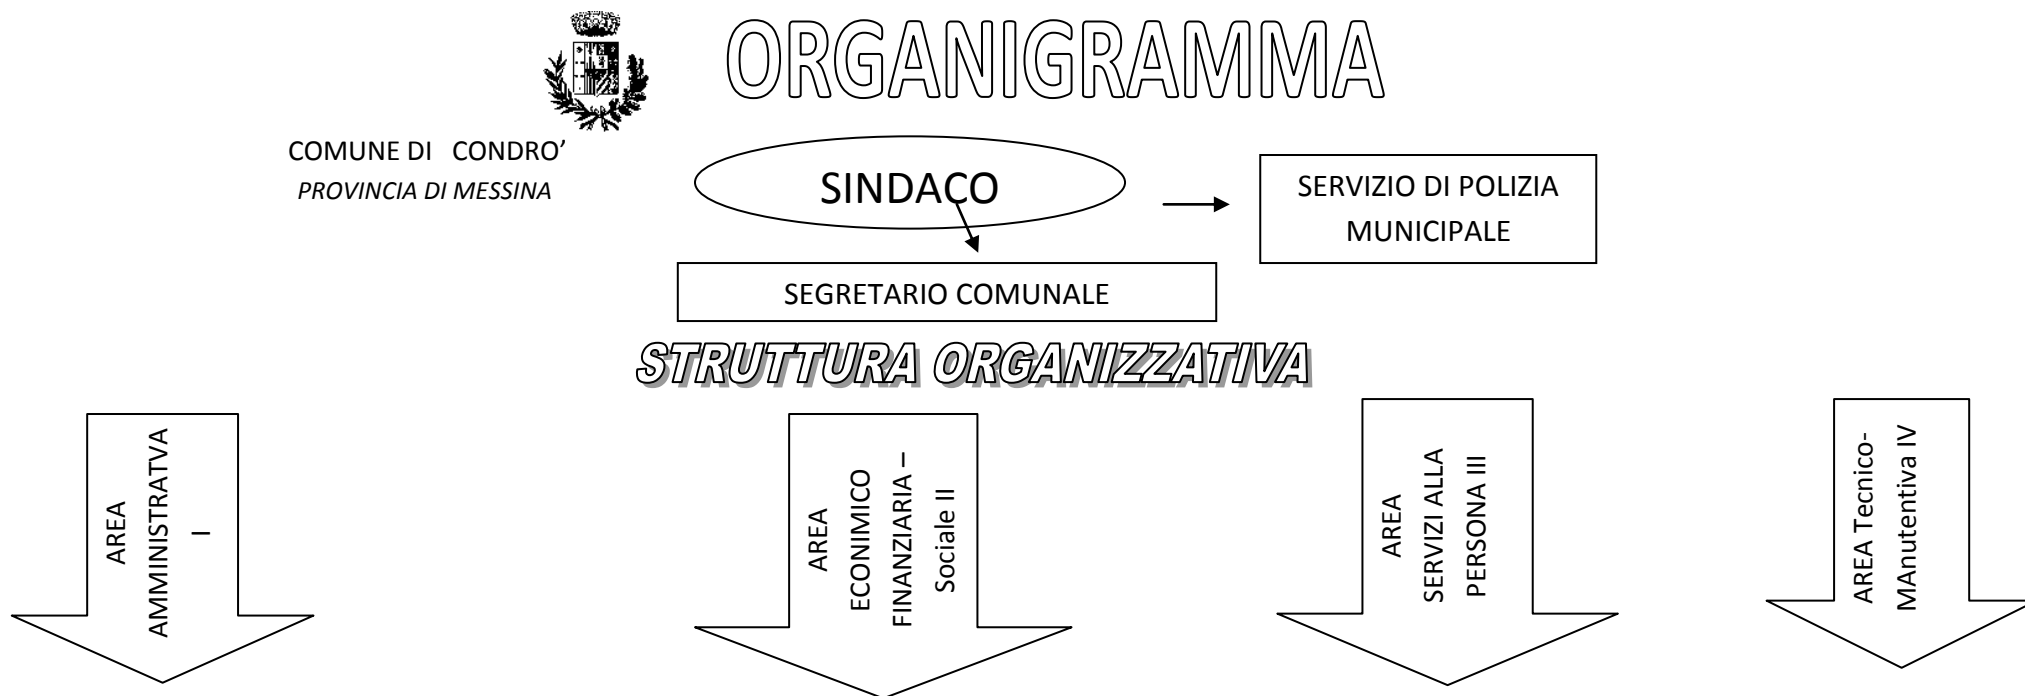 ORGANIGRAMMA
COMUNE DI CONDRO’
PROVINCIA DI MESSINA
SINDACO
SERVIZIO DI POLIZIA
MUNICIPALE
SEGRETARIO COMUNALE
STRUTTURA ORGANIZZATIVA
AREA
AMMINISTRATVA
I
AREA
ECONIMICO
FINANZIARIA –
Sociale II
AREA
SERVIZI ALLA
PERSONA III
AREA Tecnico-
MAnutentiva IV